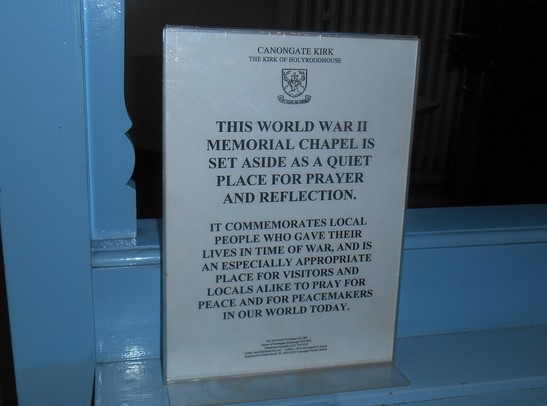 CANONGATE KIRK
THE KIRK OF HOLYROODHOUSE
THIS WORLD WAR II
MEMORIAL CHAPEL IS
SET ASIDE AS A QUIET
PLACE FOR PRAYER
AND REFLECTION.
IT COMMEMORATES LOCAL
PEOPLE WHO GAVE THEIR
LIVES IN TIME OF WAR, AND IS
AN ESPECIALLY APPROPRIATE
PLACE FOR VISITORS AND
LOCALS ALIKE TO PRAY FOR
PEACE AND FOR PEACEMAKERS
IN OUR WORLD TODAY.